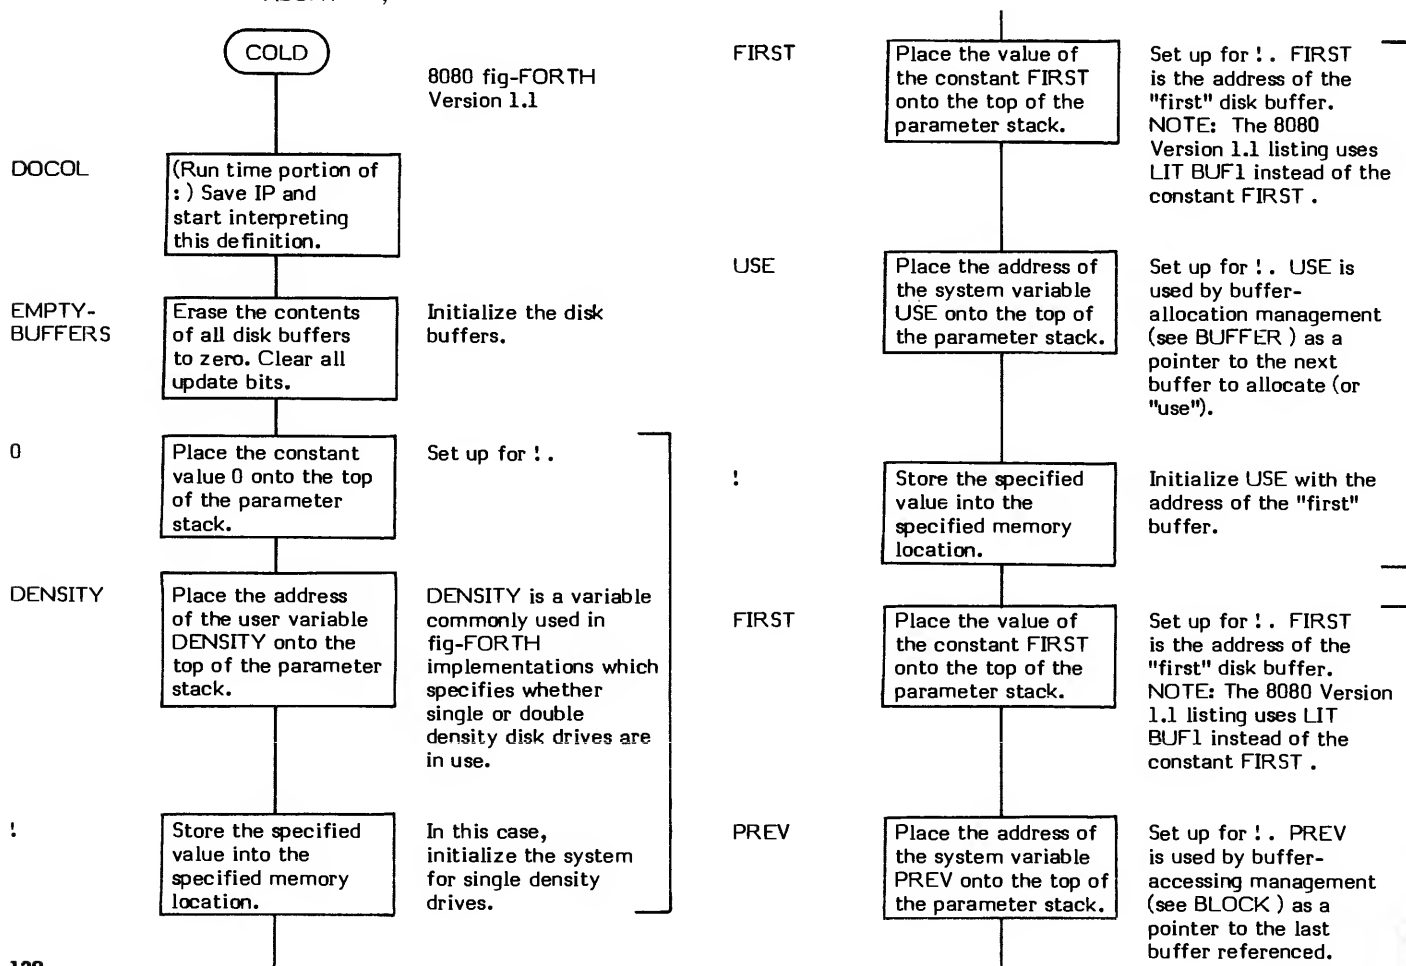 COLD
8080 fig-FORTH
Version 1.1
DOCOL
(Run time portion of
: ) Save IP and
start interpreting
this definition.
EMPTY-
BUFFERS
Erase the contents
of all disk buffers
to zero. Clear all
update bits.
Initialize the disk
buffers.
0
Place the constant
value 0 onto the top
of the parameter
stack.
Set up for ! .
DENSITY
Place the address
of the user variable
DENSITY onto the
top of the parameter
stack.
DENSITY is a variable
commonly used in
fig-FORTH
implementations which
specifies whether
single or double
density disk drives are
in use.
!
Store the specified
value into the
specified memory
location.
In this case,
initialize the system
for single density
drives.
FIRST
Place the value of
the constant FIRST
onto the top of the
parameter stack.
Set up for ! . FIRST
is the address of the
"first" disk buffer.
NOTE: The 8080
Version 1.1 listing uses
LIT BUF1 instead of the
constant FIRST .
USE
Place the address of
the system variable
USE onto the top of
the parameter stack.
Set up for ! . USE is
used by buffer-
allocation management
(see BUFFER ) as a
pointer to the next
buffer to allocate (or
"use").
!
Store the specified
value into the
specified memory
location.
Initialize USE with the
address of the "first"
buffer.
FIRST
Place the value of
the constant FIRST
onto the top of the
parameter stack.
Set up for ! . FIRST
is the address of the
"first" disk buffer.
NOTE: The 8080 Version
1.1 listing uses LIT
BUF1 instead of the
constant FIRST .
PREV
Place the address of
the system variable
PREV onto the top of
the parameter stack.
Set up for ! . PREV
is used by buffer-
accessing management
(see BLOCK ) as a
pointer to the last
buffer referenced.